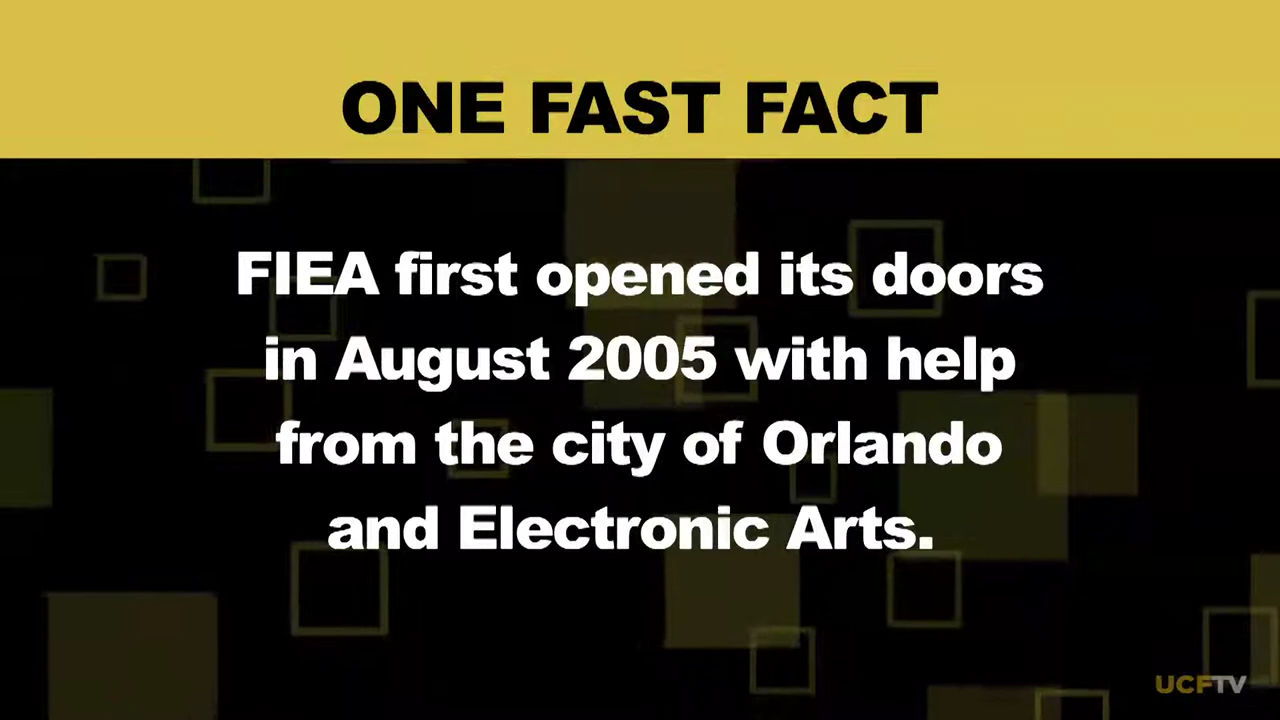 ONE FAST FACT
FIEA first opened its doors
in August 2005 with help
from the city of Orlando
and Electronic Arts.
UCFTV